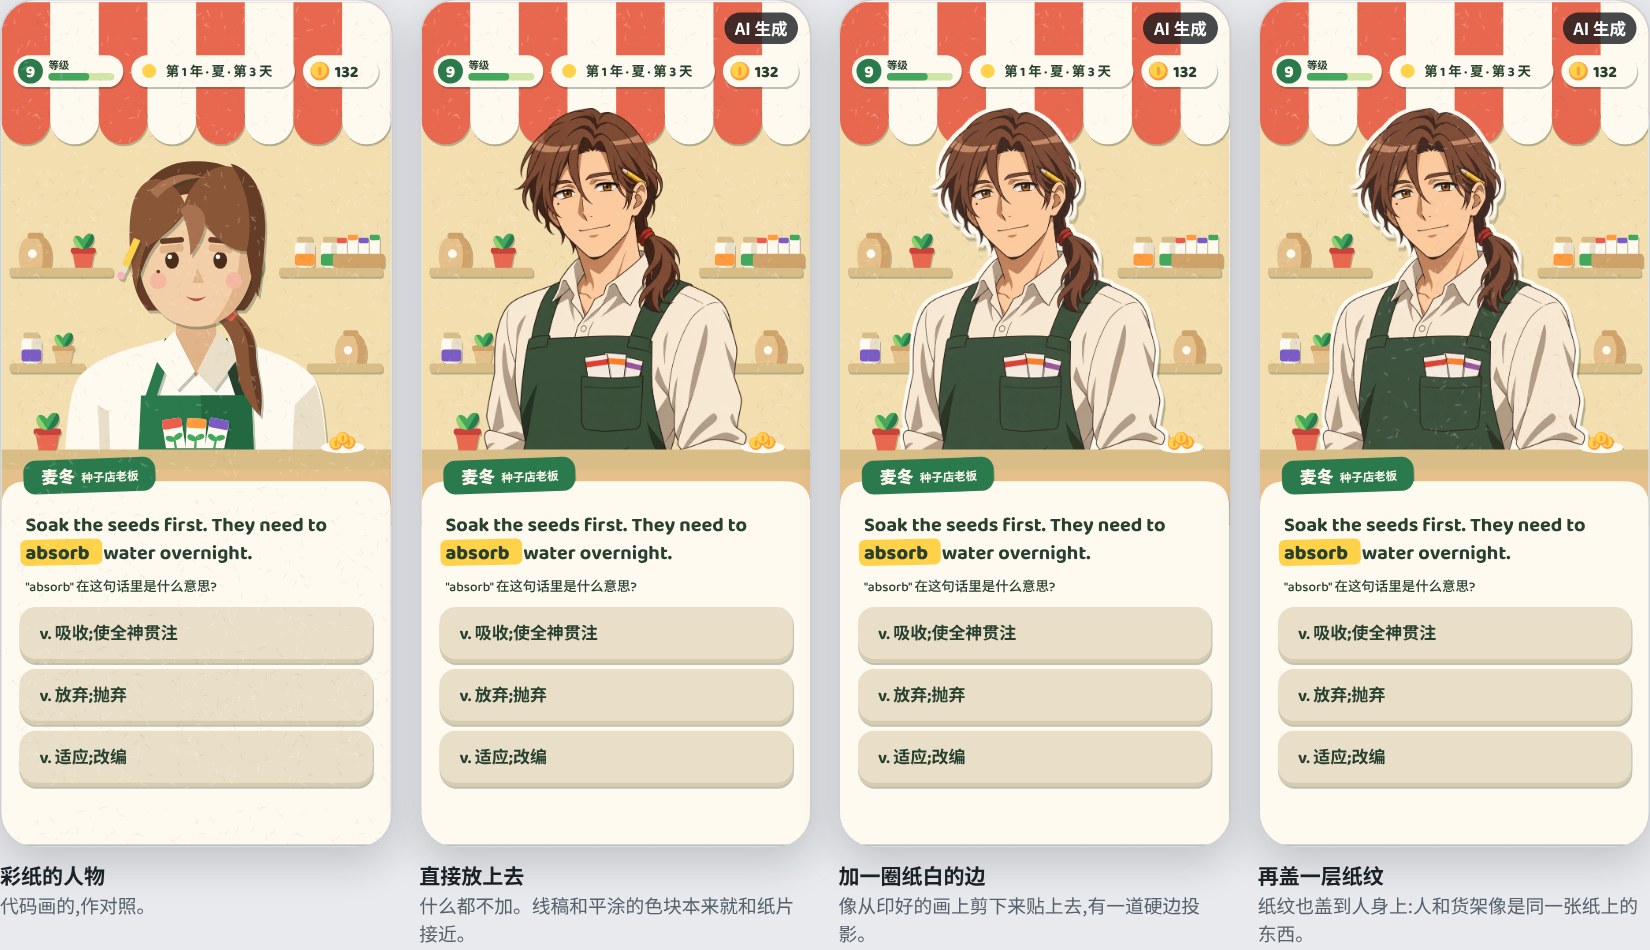 9 等级 第1年·夏·第3天 132
麦冬 种子店老板
Soak the seeds first. They need to
absorb water overnight.
"absorb" 在这句话里是什么意思?
v. 吸收;使全神贯注
v. 放弃;抛弃
v. 适应;改编
彩纸的人物
代码画的,作对照。
AI 生成
9 等级 第1年·夏·第3天 132
麦冬 种子店老板
Soak the seeds first. They need to
absorb water overnight.
"absorb" 在这句话里是什么意思?
v. 吸收;使全神贯注
v. 放弃;抛弃
v. 适应;改编
直接放上去
什么都不加。线稿和平涂的色块本来就和纸片
接近。
AI 生成
9 等级 第1年·夏·第3天 132
麦冬 种子店老板
Soak the seeds first. They need to
absorb water overnight.
"absorb" 在这句话里是什么意思?
v. 吸收;使全神贯注
v. 放弃;抛弃
v. 适应;改编
加一圈纸白的边
像从印好的画上剪下来贴上去,有一道硬边投
影。
AI 生成
9 等级 第1年·夏·第3天 132
麦冬 种子店老板
Soak the seeds first. They need to
absorb water overnight.
"absorb" 在这句话里是什么意思?
v. 吸收;使全神贯注
v. 放弃;抛弃
v. 适应;改编
再盖一层纸纹
纸纹也盖到人身上:人和货架像是同一张纸上的
东西。